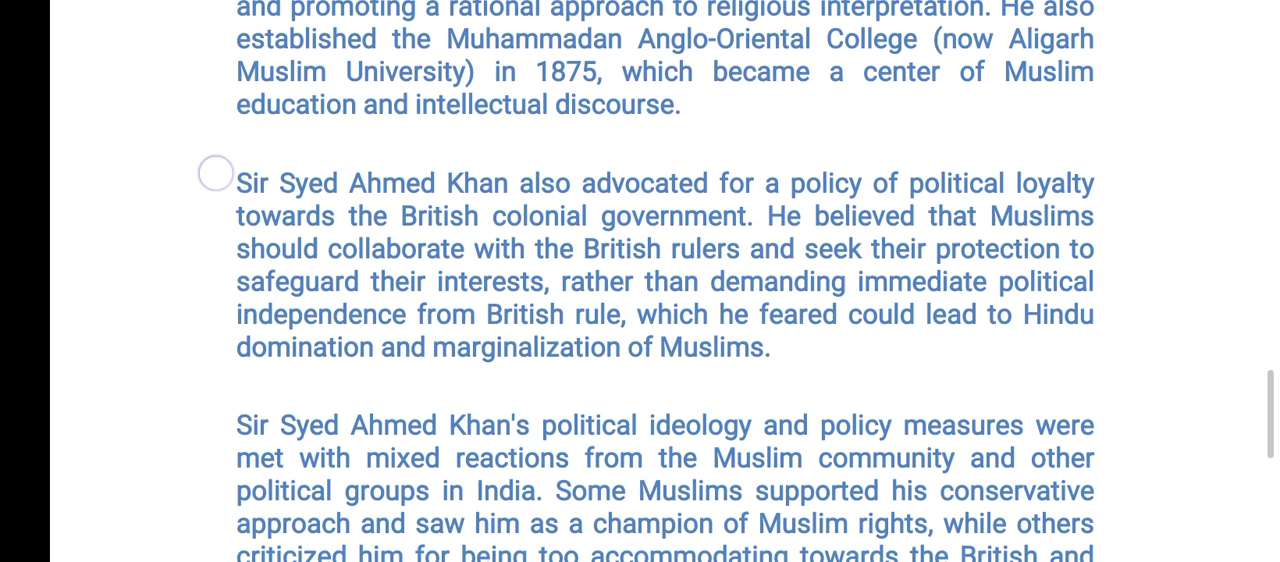 and promoting a rational approach to religious interpretation. He also
established the Muhammadan Anglo-Oriental College (now Aligarh
Muslim University) in 1875, which became a center of Muslim
education and intellectual discourse.
Sir Syed Ahmed Khan also advocated for a policy of political loyalty
towards the British colonial government. He believed that Muslims
should collaborate with the British rulers and seek their protection to
safeguard their interests, rather than demanding immediate political
independence from British rule, which he feared could lead to Hindu
domination and marginalization of Muslims.
Sir Syed Ahmed Khan's political ideology and policy measures were
met with mixed reactions from the Muslim community and other
political groups in India. Some Muslims supported his conservative
approach and saw him as a champion of Muslim rights, while others
criticized him for being too accommodating towards the British and